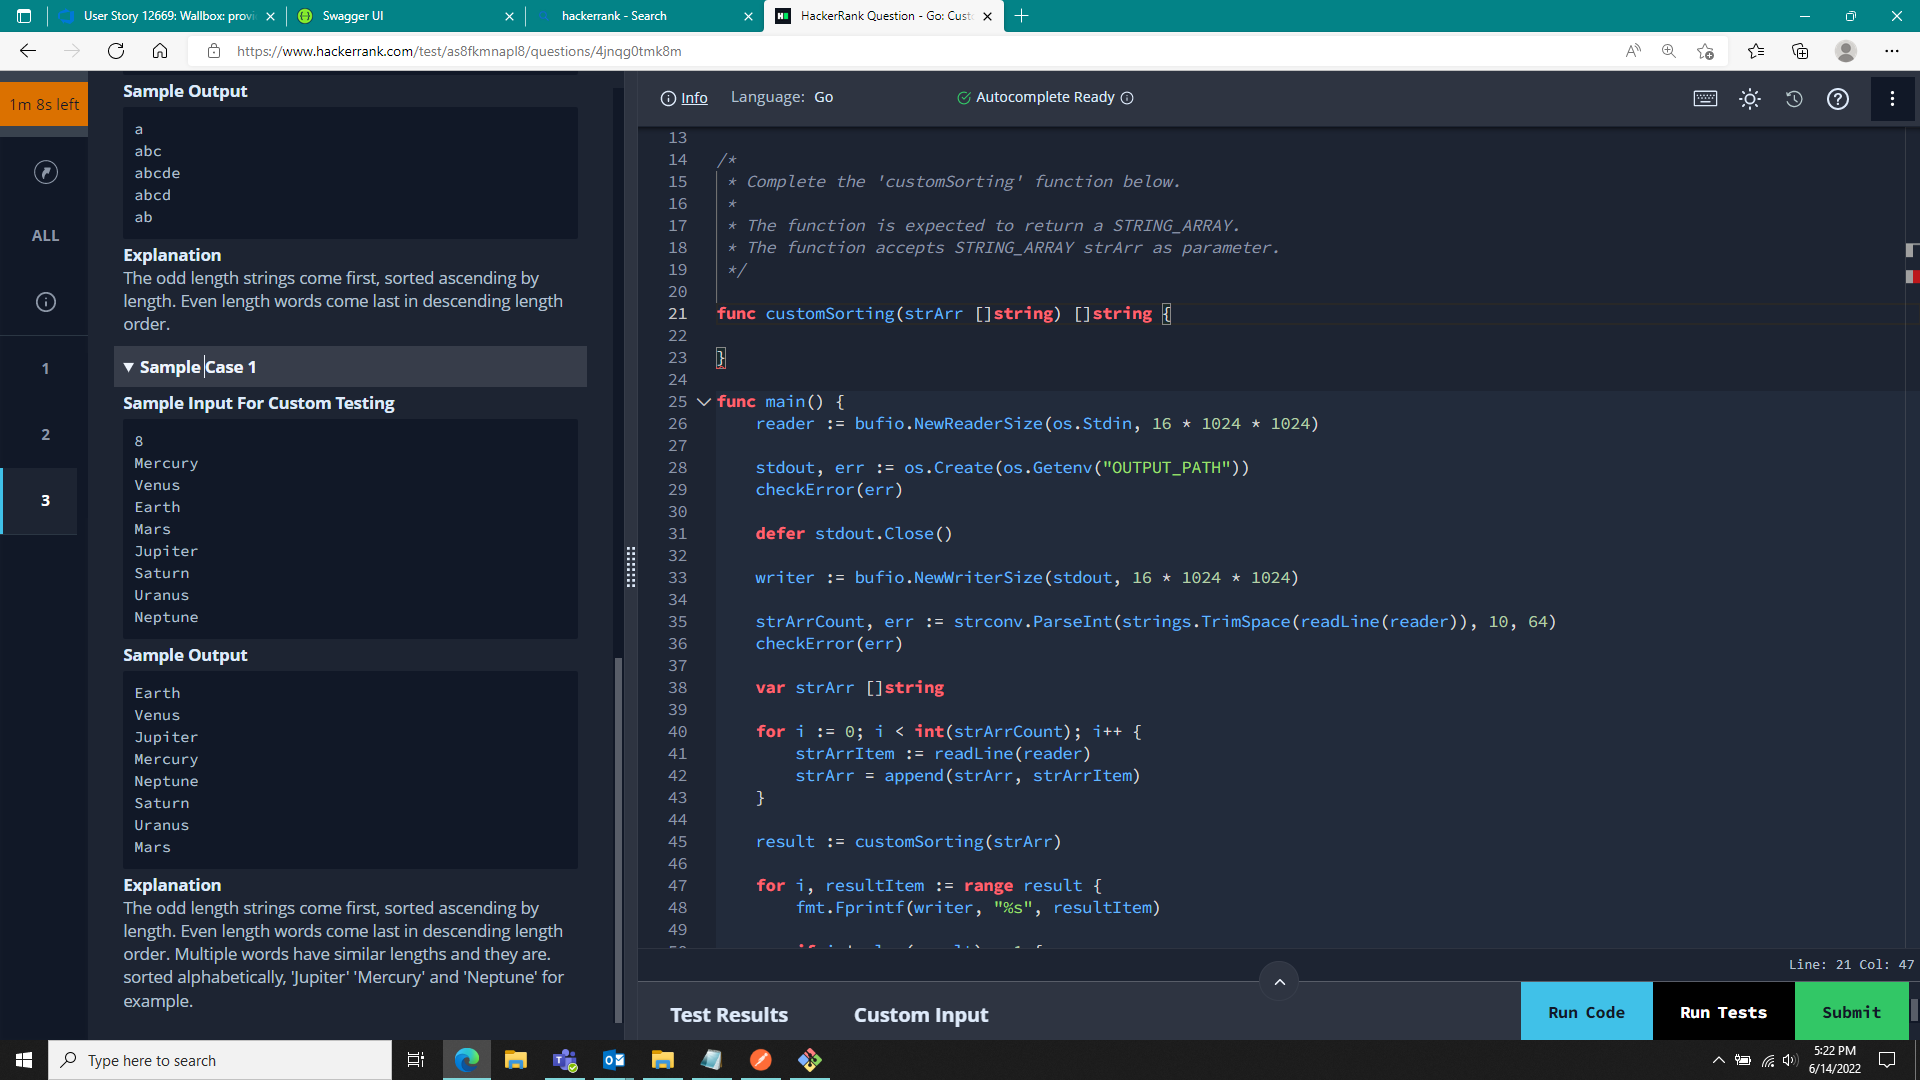 User Story 12669: Wallbox: provi
Swagger UI
hackerrank - Search
HackerRank Question - Go: Cust
https://www.hackerrank.com/test/as8fkmnapl8/questions/4jnqg0tmk8m
1m 8s left
ALL
1
2
3
Sample Output
a
abc
abcde
abcd
ab
Explanation
The odd length strings come first, sorted ascending by
length. Even length words come last in descending length
order.
Sample Case 1
Sample Input For Custom Testing
8
Mercury
Venus
Earth
Mars
Jupiter
Saturn
Uranus
Neptune
Sample Output
Earth
Venus
Jupiter
Mercury
Neptune
Saturn
Uranus
Mars
Explanation
The odd length strings come first, sorted ascending by
length. Even length words come last in descending length
order. Multiple words have similar lengths and they are.
sorted alphabetically, 'Jupiter' 'Mercury' and 'Neptune' for
example.
Info Language: Go Autocomplete Ready
13
14 /*
15 * Complete the 'customSorting' function below.
16 *
17 * The function is expected to return a STRING_ARRAY.
18 * The function accepts STRING_ARRAY strArr as parameter.
19 */
20
21 func customSorting(strArr []string) []string {
22
23 }
24
25 func main() {
26 reader := bufio.NewReaderSize(os.Stdin, 16 * 1024 * 1024)
27
28 stdout, err := os.Create(os.Getenv("OUTPUT_PATH"))
29 checkError(err)
30
31 defer stdout.Close()
32
33 writer := bufio.NewWriterSize(stdout, 16 * 1024 * 1024)
34
35 strArrCount, err := strconv.ParseInt(strings.TrimSpace(readLine(reader)), 10, 64)
36 checkError(err)
37
38 var strArr []string
39
40 for i := 0; i < int(strArrCount); i++ {
41 strArrItem := readLine(reader)
42 strArr = append(strArr, strArrItem)
43 }
44
45 result := customSorting(strArr)
46
47 for i, resultItem := range result {
48 fmt.Fprintf(writer, "%s", resultItem)
49
Line: 21 Col: 47
Test Results Custom Input
Run Code Run Tests Submit
Type here to search
5:22 PM
6/14/2022